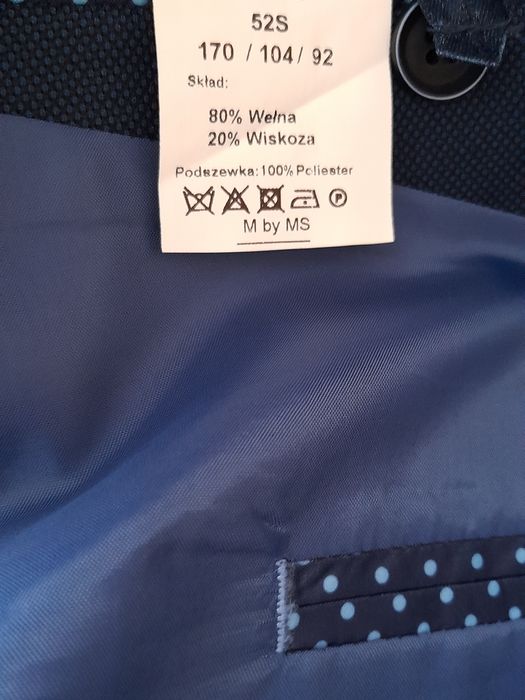 52S
170 / 104/ 92
Skład:
80% Wełna
20% Wiskoza
Podszewka:100% Poliester
P
M by MS